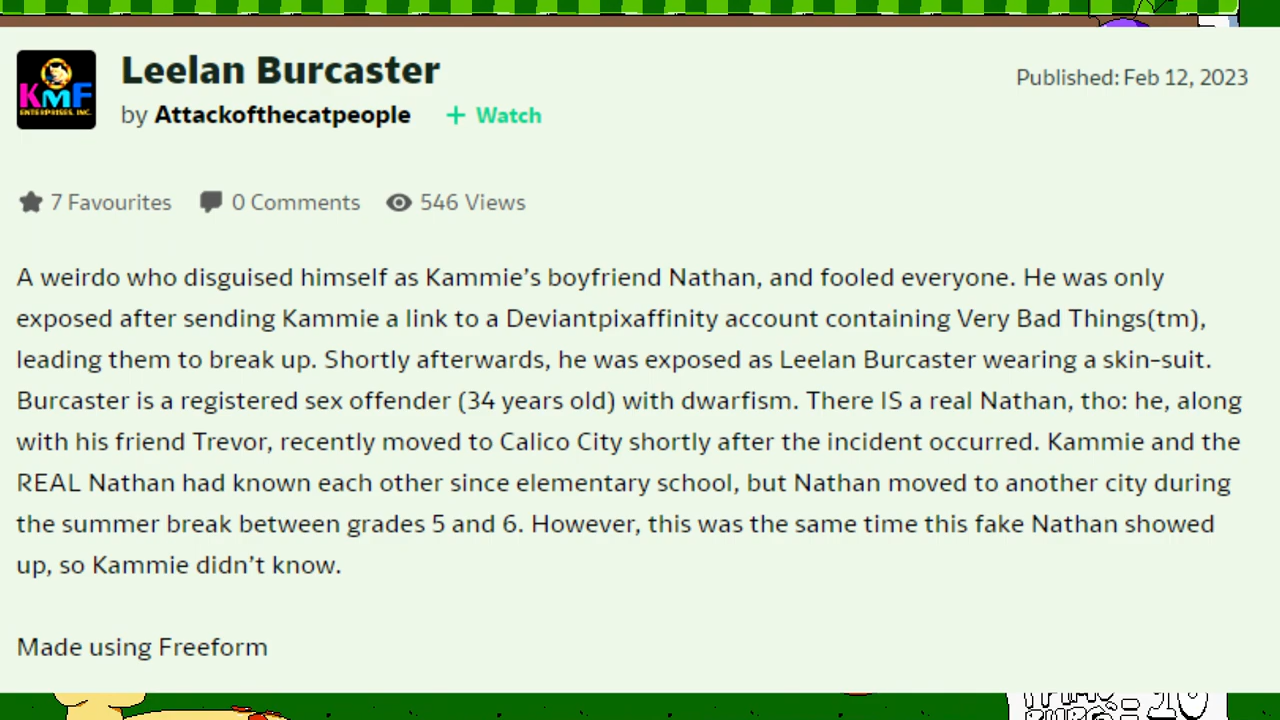 Leelan Burcaster
Published: Feb 12, 2023
KMF
ENTERPRISES, INC.
by Attackofthecatpeople + Watch
7 Favourites 0 Comments 546 Views
A weirdo who disguised himself as Kammie’s boyfriend Nathan, and fooled everyone. He was only
exposed after sending Kammie a link to a Deviantpixaffinity account containing Very Bad Things(tm),
leading them to break up. Shortly afterwards, he was exposed as Leelan Burcaster wearing a skin-suit.
Burcaster is a registered sex offender (34 years old) with dwarfism. There IS a real Nathan, tho: he, along
with his friend Trevor, recently moved to Calico City shortly after the incident occurred. Kammie and the
REAL Nathan had known each other since elementary school, but Nathan moved to another city during
the summer break between grades 5 and 6. However, this was the same time this fake Nathan showed
up, so Kammie didn’t know.
Made using Freeform